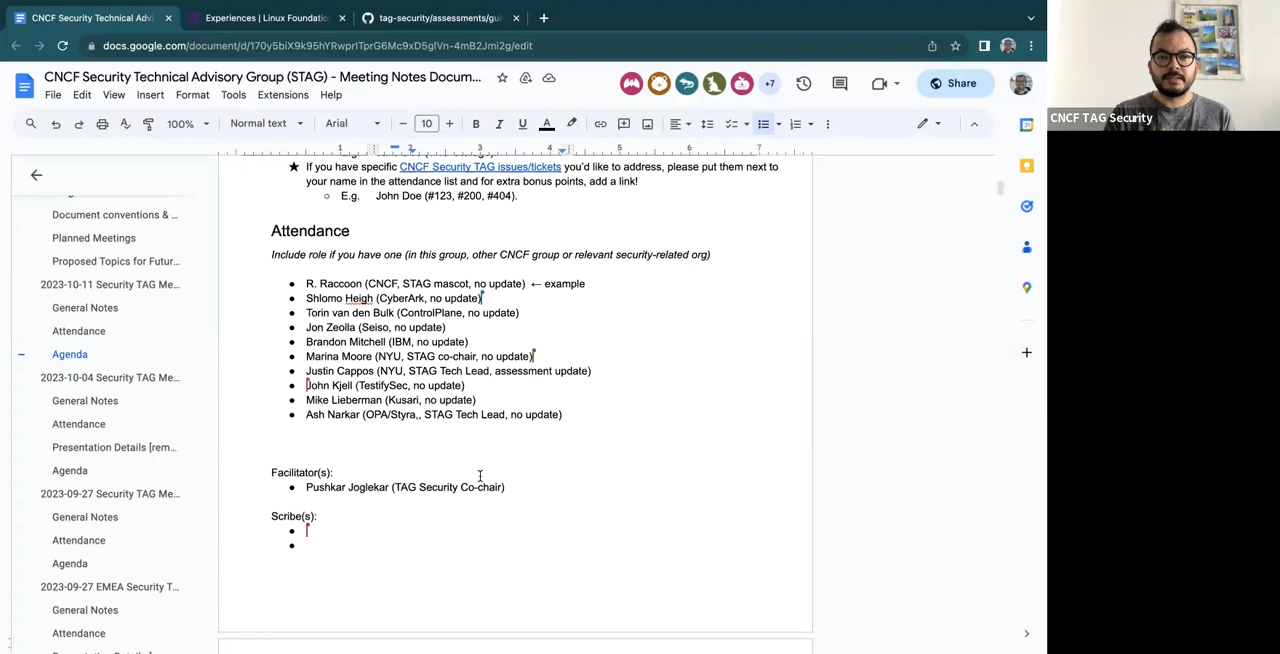 CNCF Security Technical Advi
Experiences | Linux Foundatio
tag-security/assessments/gui
docs.google.com/document/d/170y5biX9k95hYRwprITprG6Mc9xD5glVn-4mB2Jmi2g/edit
CNCF Security Technical Advisory Group (STAG) - Meeting Notes Docum...
File Edit View Insert Format Tools Extensions Help
+7
Share
100%
Normal text
Arial
10
B I U A
2 3 4 5 6 7
Document conventions & ...
Planned Meetings
Proposed Topics for Futur...
2023-10-11 Security TAG Me...
General Notes
Attendance
Agenda
2023-10-04 Security TAG Me...
General Notes
Attendance
Presentation Details [rem...
Agenda
2023-09-27 Security TAG Me...
General Notes
Attendance
Agenda
2023-09-27 EMEA Security T...
General Notes
Attendance
★ If you have specific CNCF Security TAG issues/tickets you'd like to address, please put them next to
your name in the attendance list and for extra bonus points, add a link!
○ E.g. John Doe (#123, #200, #404).
Attendance
Include role if you have one (in this group, other CNCF group or relevant security-related org)
● R. Raccoon (CNCF, STAG mascot, no update) ← example
● Shlomo Heigh (CyberArk, no update)
● Torin van den Bulk (ControlPlane, no update)
● Jon Zeolla (Seiso, no update)
● Brandon Mitchell (IBM, no update)
● Marina Moore (NYU, STAG co-chair, no update)
● Justin Cappos (NYU, STAG Tech Lead, assessment update)
● John Kjell (TestifySec, no update)
● Mike Lieberman (Kusari, no update)
● Ash Narkar (OPA/Styra,, STAG Tech Lead, no update)
Facilitator(s):
● Pushkar Joglekar (TAG Security Co-chair)
Scribe(s):
CNCF TAG Security